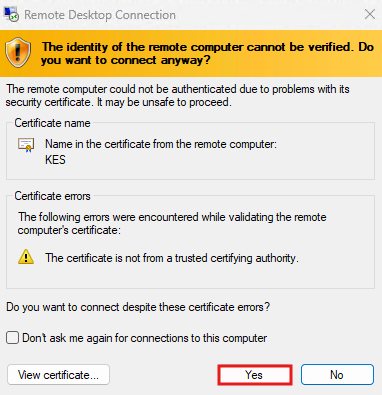 Remote Desktop Connection
The identity of the remote computer cannot be verified. Do
you want to connect anyway?
The remote computer could not be authenticated due to problems with its
security certificate. It may be unsafe to proceed.
Certificate name
Name in the certificate from the remote computer:
KES
Certificate errors
The following errors were encountered while validating the remote
computer's certificate:
The certificate is not from a trusted certifying authority.
Do you want to connect despite these certificate errors?
Don't ask me again for connections to this computer
View certificate... Yes No